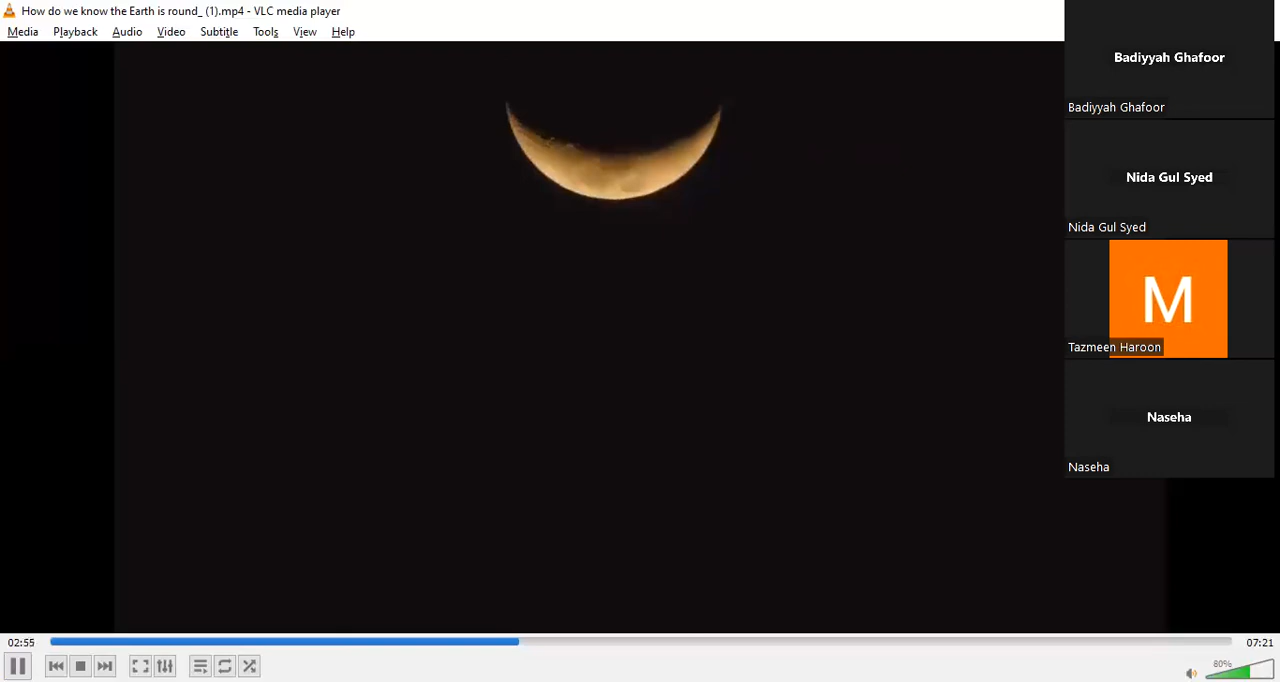 How do we know the Earth is round_ (1).mp4 - VLC media player
Media Playback Audio Video Subtitle Tools View Help
Badiyyah Ghafoor
Badiyyah Ghafoor
Nida Gul Syed
Nida Gul Syed
M
Tazmeen Haroon
Naseha
Naseha
02:55
07:21
80%